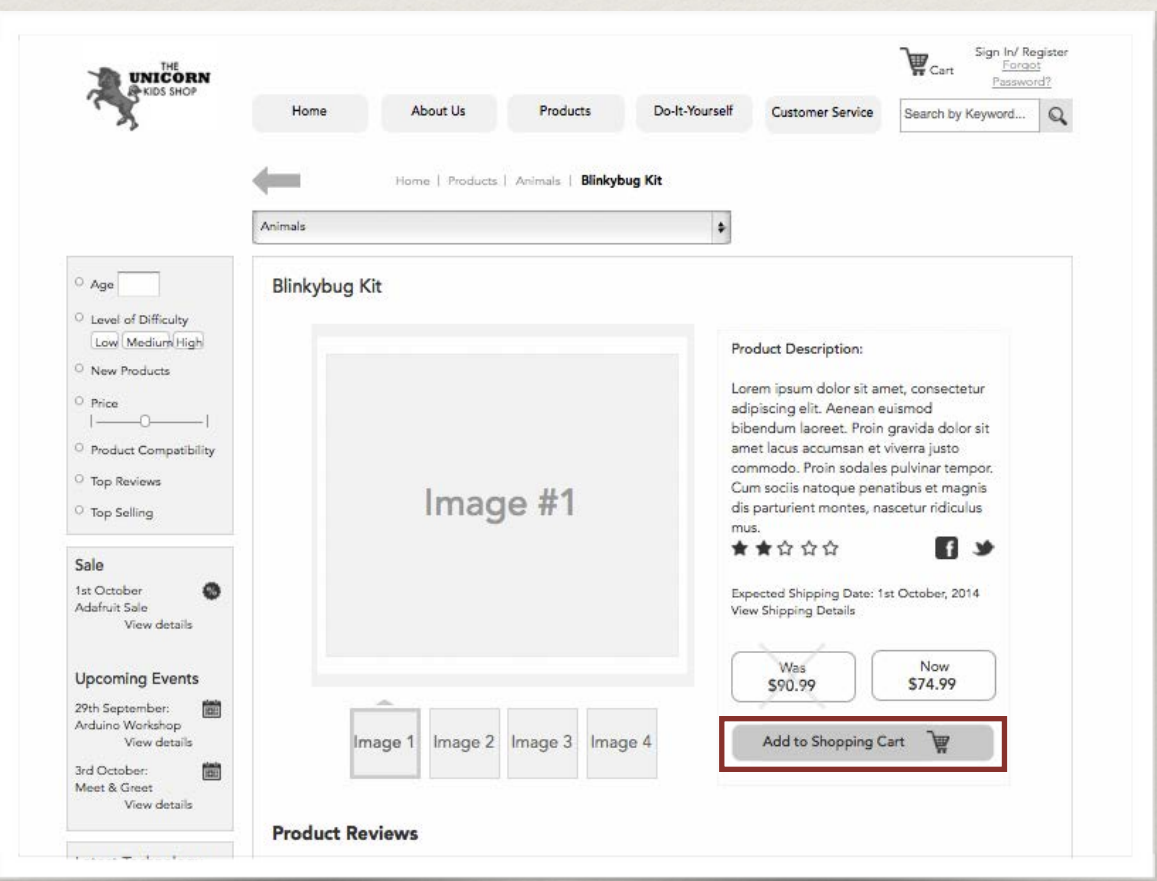 THE
UNICORN
KIDS SHOP
Cart
Sign In/ Register
Forgot
Password?
Home
About Us
Products
Do-It-Yourself
Customer Service
Search by Keyword...
Home | Products | Animals | Blinkybug Kit
Animals
Age
Level of Difficulty
Low Medium High
New Products
Price
Product Compatibility
Top Reviews
Top Selling
Sale
1st October
Adafruit Sale
View details
Upcoming Events
29th September:
Arduino Workshop
View details
3rd October:
Meet & Greet
View details
Blinkybug Kit
Image #1
Image 1
Image 2
Image 3
Image 4
Product Description:
Lorem ipsum dolor sit amet, consectetur
adipiscing elit. Aenean euismod
bibendum laoreet. Proin gravida dolor sit
amet lacus accumsan et viverra justo
commodo. Proin sodales pulvinar tempor.
Cum sociis natoque penatibus et magnis
dis parturient montes, nascetur ridiculus
mus.
Expected Shipping Date: 1st October, 2014
View Shipping Details
Was
$90.99
Now
$74.99
Add to Shopping Cart
Product Reviews